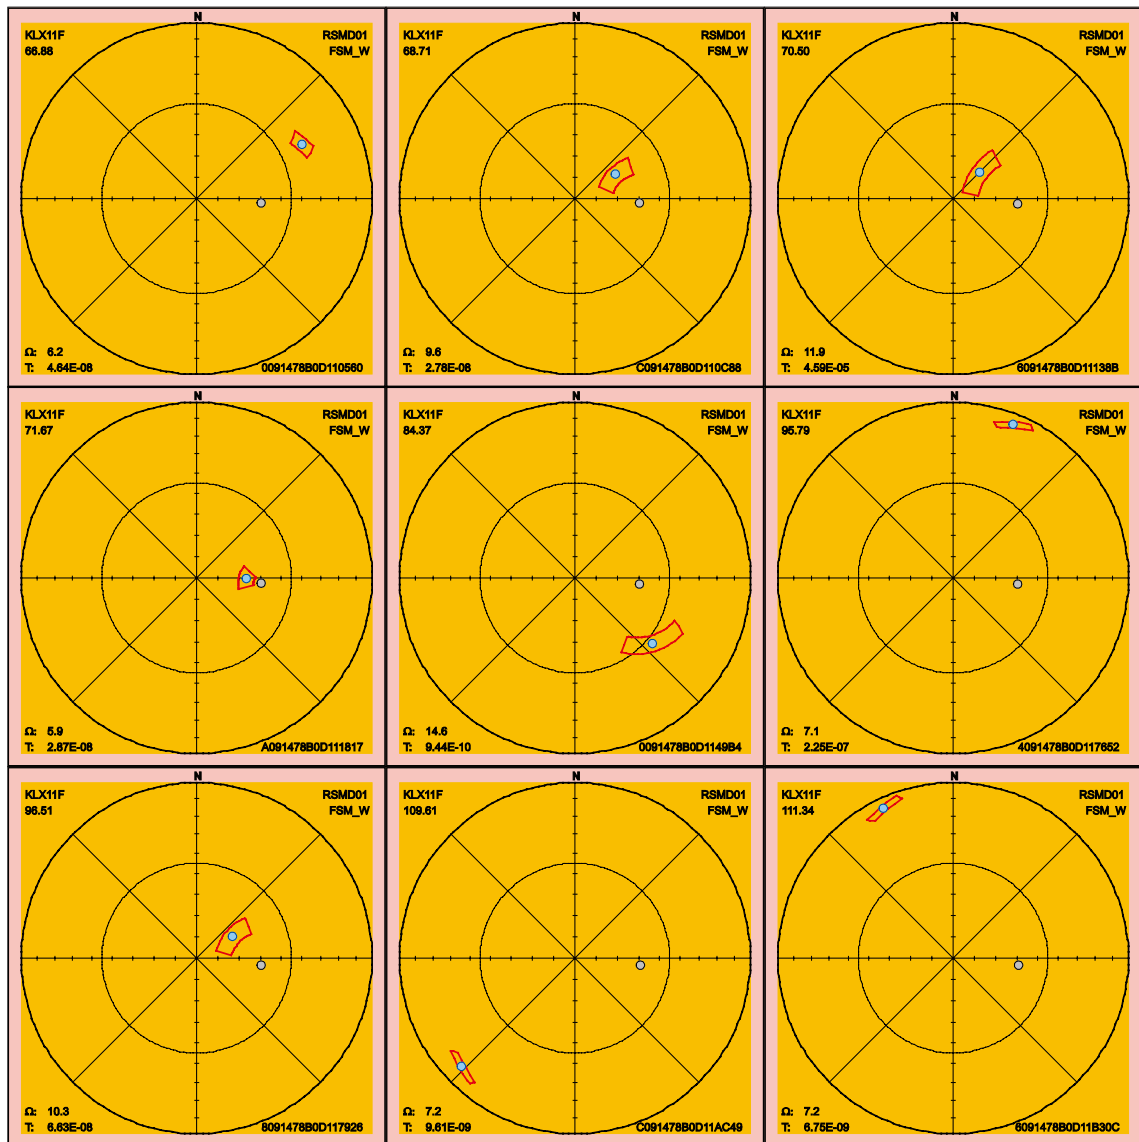 N
KLX11F RSMD01
66.88 FSM_W
Ω: 6.2
T: 4.64E-08 0091478B0D110560
N
KLX11F RSMD01
68.71 FSM_W
Ω: 9.6
T: 2.78E-06 C091478B0D110C88
N
KLX11F RSMD01
70.50 FSM_W
Ω: 11.9
T: 4.59E-05 6091478B0D11138B
N
KLX11F RSMD01
71.67 FSM_W
Ω: 5.9
T: 2.87E-08 A091478B0D111817
N
KLX11F RSMD01
84.37 FSM_W
Ω: 14.6
T: 9.44E-10 0091478B0D1149B4
N
KLX11F RSMD01
95.79 FSM_W
Ω: 7.1
T: 2.25E-07 4091478B0D117652
N
KLX11F RSMD01
96.51 FSM_W
Ω: 10.3
T: 6.63E-08 8091478B0D117926
N
KLX11F RSMD01
109.61 FSM_W
Ω: 7.2
T: 9.61E-09 C091478B0D11AC49
N
KLX11F RSMD01
111.34 FSM_W
Ω: 7.2
T: 6.75E-09 6091478B0D11B30C